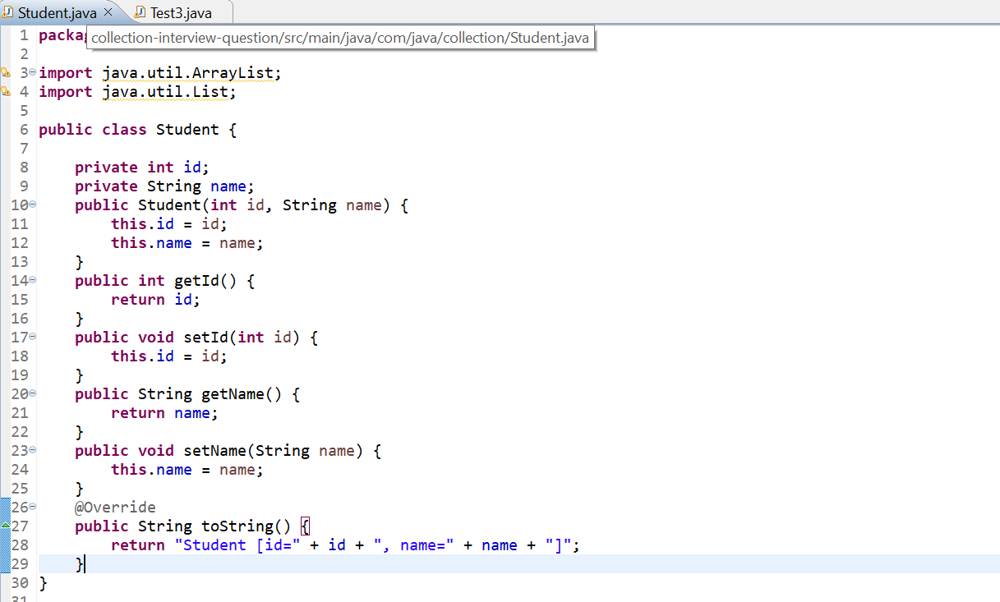 Student.java
Test3.java
1 packag
collection-interview-question/src/main/java/com/java/collection/Student.java
2
3 import java.util.ArrayList;
4 import java.util.List;
5
6 public class Student {
7
8     private int id;
9     private String name;
10     public Student(int id, String name) {
11         this.id = id;
12         this.name = name;
13     }
14     public int getId() {
15         return id;
16     }
17     public void setId(int id) {
18         this.id = id;
19     }
20     public String getName() {
21         return name;
22     }
23     public void setName(String name) {
24         this.name = name;
25     }
26     @Override
27     public String toString() {
28         return "Student [id=" + id + ", name=" + name + "]";
29     }
30 }
31